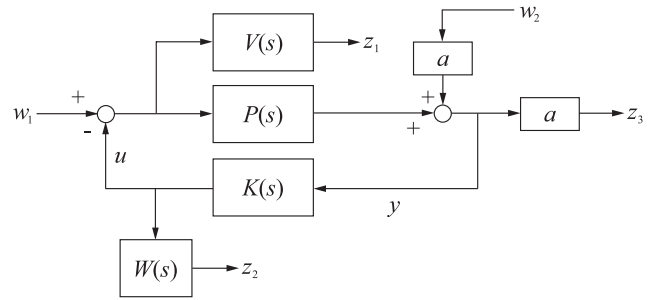 w₂
V(s)
z₁
a
w₁
+
-
P(s)
+
+
a
z₃
u
K(s)
y
W(s)
z₂